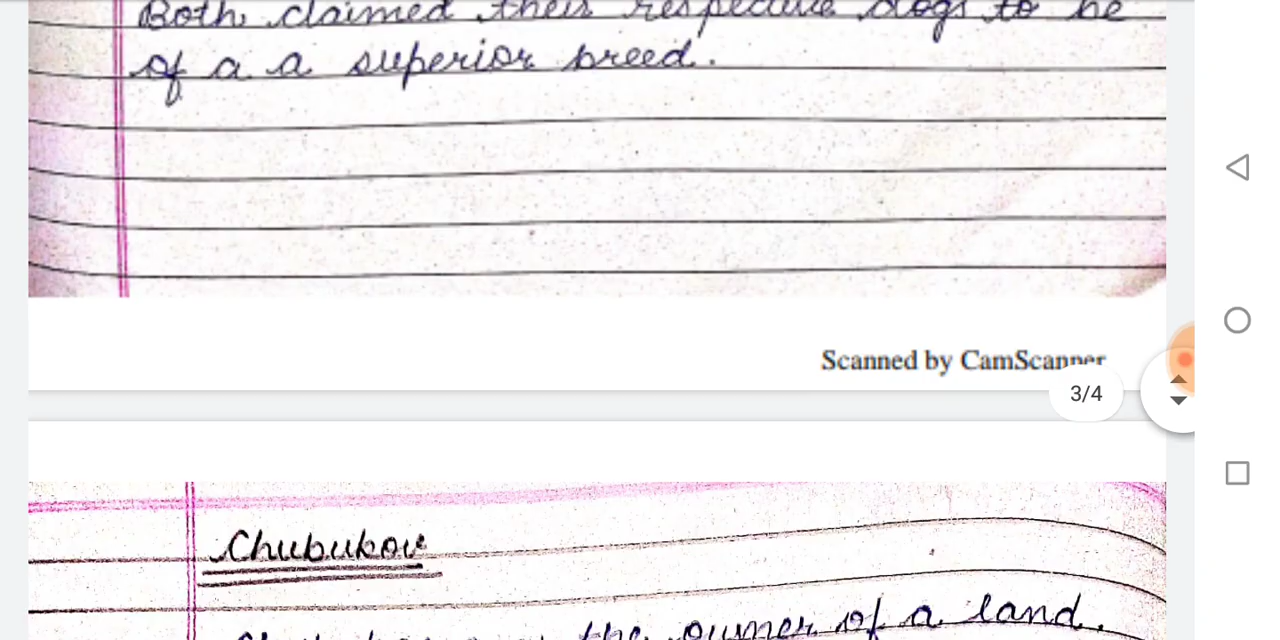 Both claimed their respective dogs to be
of a a superior breed.
Scanned by CamScanner
3/4
Chubukov
the owner of a land.